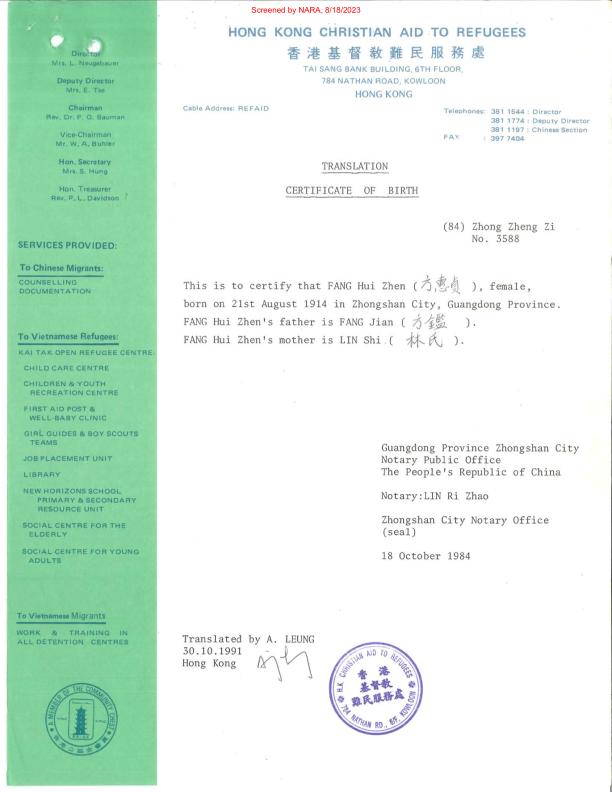 Screened by NARA, 8/18/2023
HONG KONG CHRISTIAN AID TO REFUGEES
香港基督敎難民服務處
TAI SANG BANK BUILDING, 6TH FLOOR,
784 NATHAN ROAD, KOWLOON
HONG KONG
Cable Address: REFAID
Telephones: 381 1544 : Director
381 1774 : Deputy Director
381 1197 : Chinese Section
FAX : 397 7404
Director
Mrs. L. Neugebauer
Deputy Director
Mrs. E. Tse
Chairman
Rev. Dr. P. G. Bauman
Vice-Chairman
Mr. W. A. Buhler
Hon. Secretary
Mrs. S. Hung
Hon. Treasurer
Rev. P. L. Davidson
SERVICES PROVIDED:
To Chinese Migrants:
COUNSELLING
DOCUMENTATION
To Vietnamese Refugees:
KAI TAK OPEN REFUGEE CENTRE:
CHILD CARE CENTRE
CHILDREN & YOUTH
RECREATION CENTRE
FIRST AID POST &
WELL-BABY CLINIC
GIRL GUIDES & BOY SCOUTS
TEAMS
JOB PLACEMENT UNIT
LIBRARY
NEW HORIZONS SCHOOL
PRIMARY & SECONDARY
RESOURCE UNIT
SOCIAL CENTRE FOR THE
ELDERLY
SOCIAL CENTRE FOR YOUNG
ADULTS
To Vietnamese Migrants
WORK & TRAINING IN
ALL DETENTION CENTRES
A MEMBER OF THE COMMUNITY CHEST
TRANSLATION
CERTIFICATE OF BIRTH
(84) Zhong Zheng Zi
No. 3588
This is to certify that FANG Hui Zhen (方惠貞), female,
born on 21st August 1914 in Zhongshan City, Guangdong Province.
FANG Hui Zhen's father is FANG Jian (方鑑).
FANG Hui Zhen's mother is LIN Shi (林氏).
Guangdong Province Zhongshan City
Notary Public Office
The People's Republic of China
Notary:LIN Ri Zhao
Zhongshan City Notary Office
(seal)
18 October 1984
Translated by A. LEUNG
30.10.1991
Hong Kong
H.K. CHRISTIAN AID TO REFUGEES
香港
基督敎
難民服務處
784 NATHAN RD., 6/F. KOWLOON